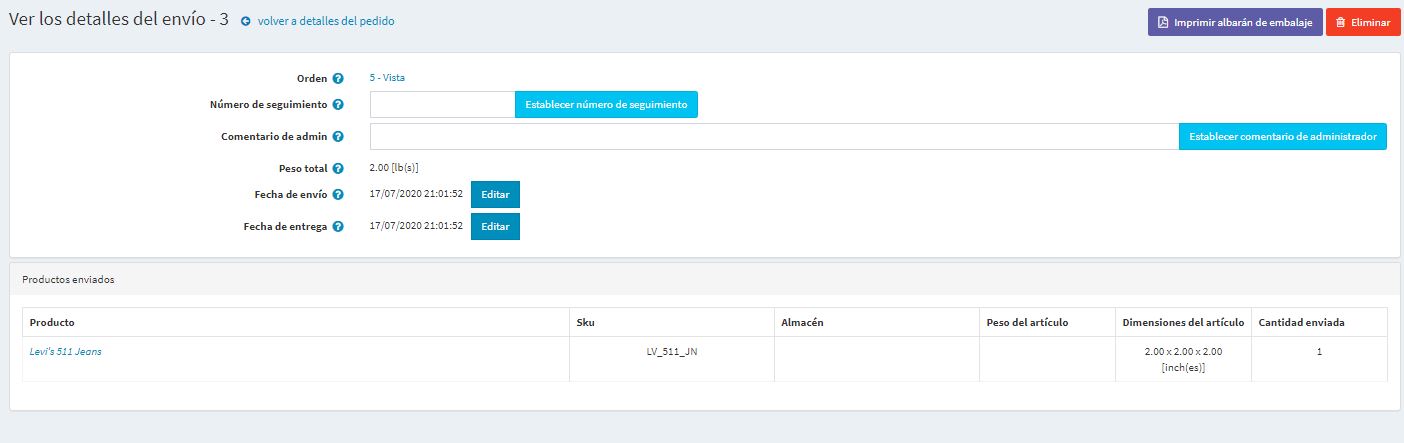 Ver los detalles del envío - 3 volver a detalles del pedido Imprimir albarán de embalaje Eliminar
Orden 5 - Vista
Número de seguimiento Establecer número de seguimiento
Comentario de admin Establecer comentario de administrador
Peso total 2.00 [lb(s)]
Fecha de envío 17/07/2020 21:01:52 Editar
Fecha de entrega 17/07/2020 21:01:52 Editar
Productos enviados
Producto Sku Almacén Peso del artículo Dimensiones del artículo Cantidad enviada
Levi's 511 Jeans LV_511_JN 2.00 x 2.00 x 2.00 1
[inch(es)]